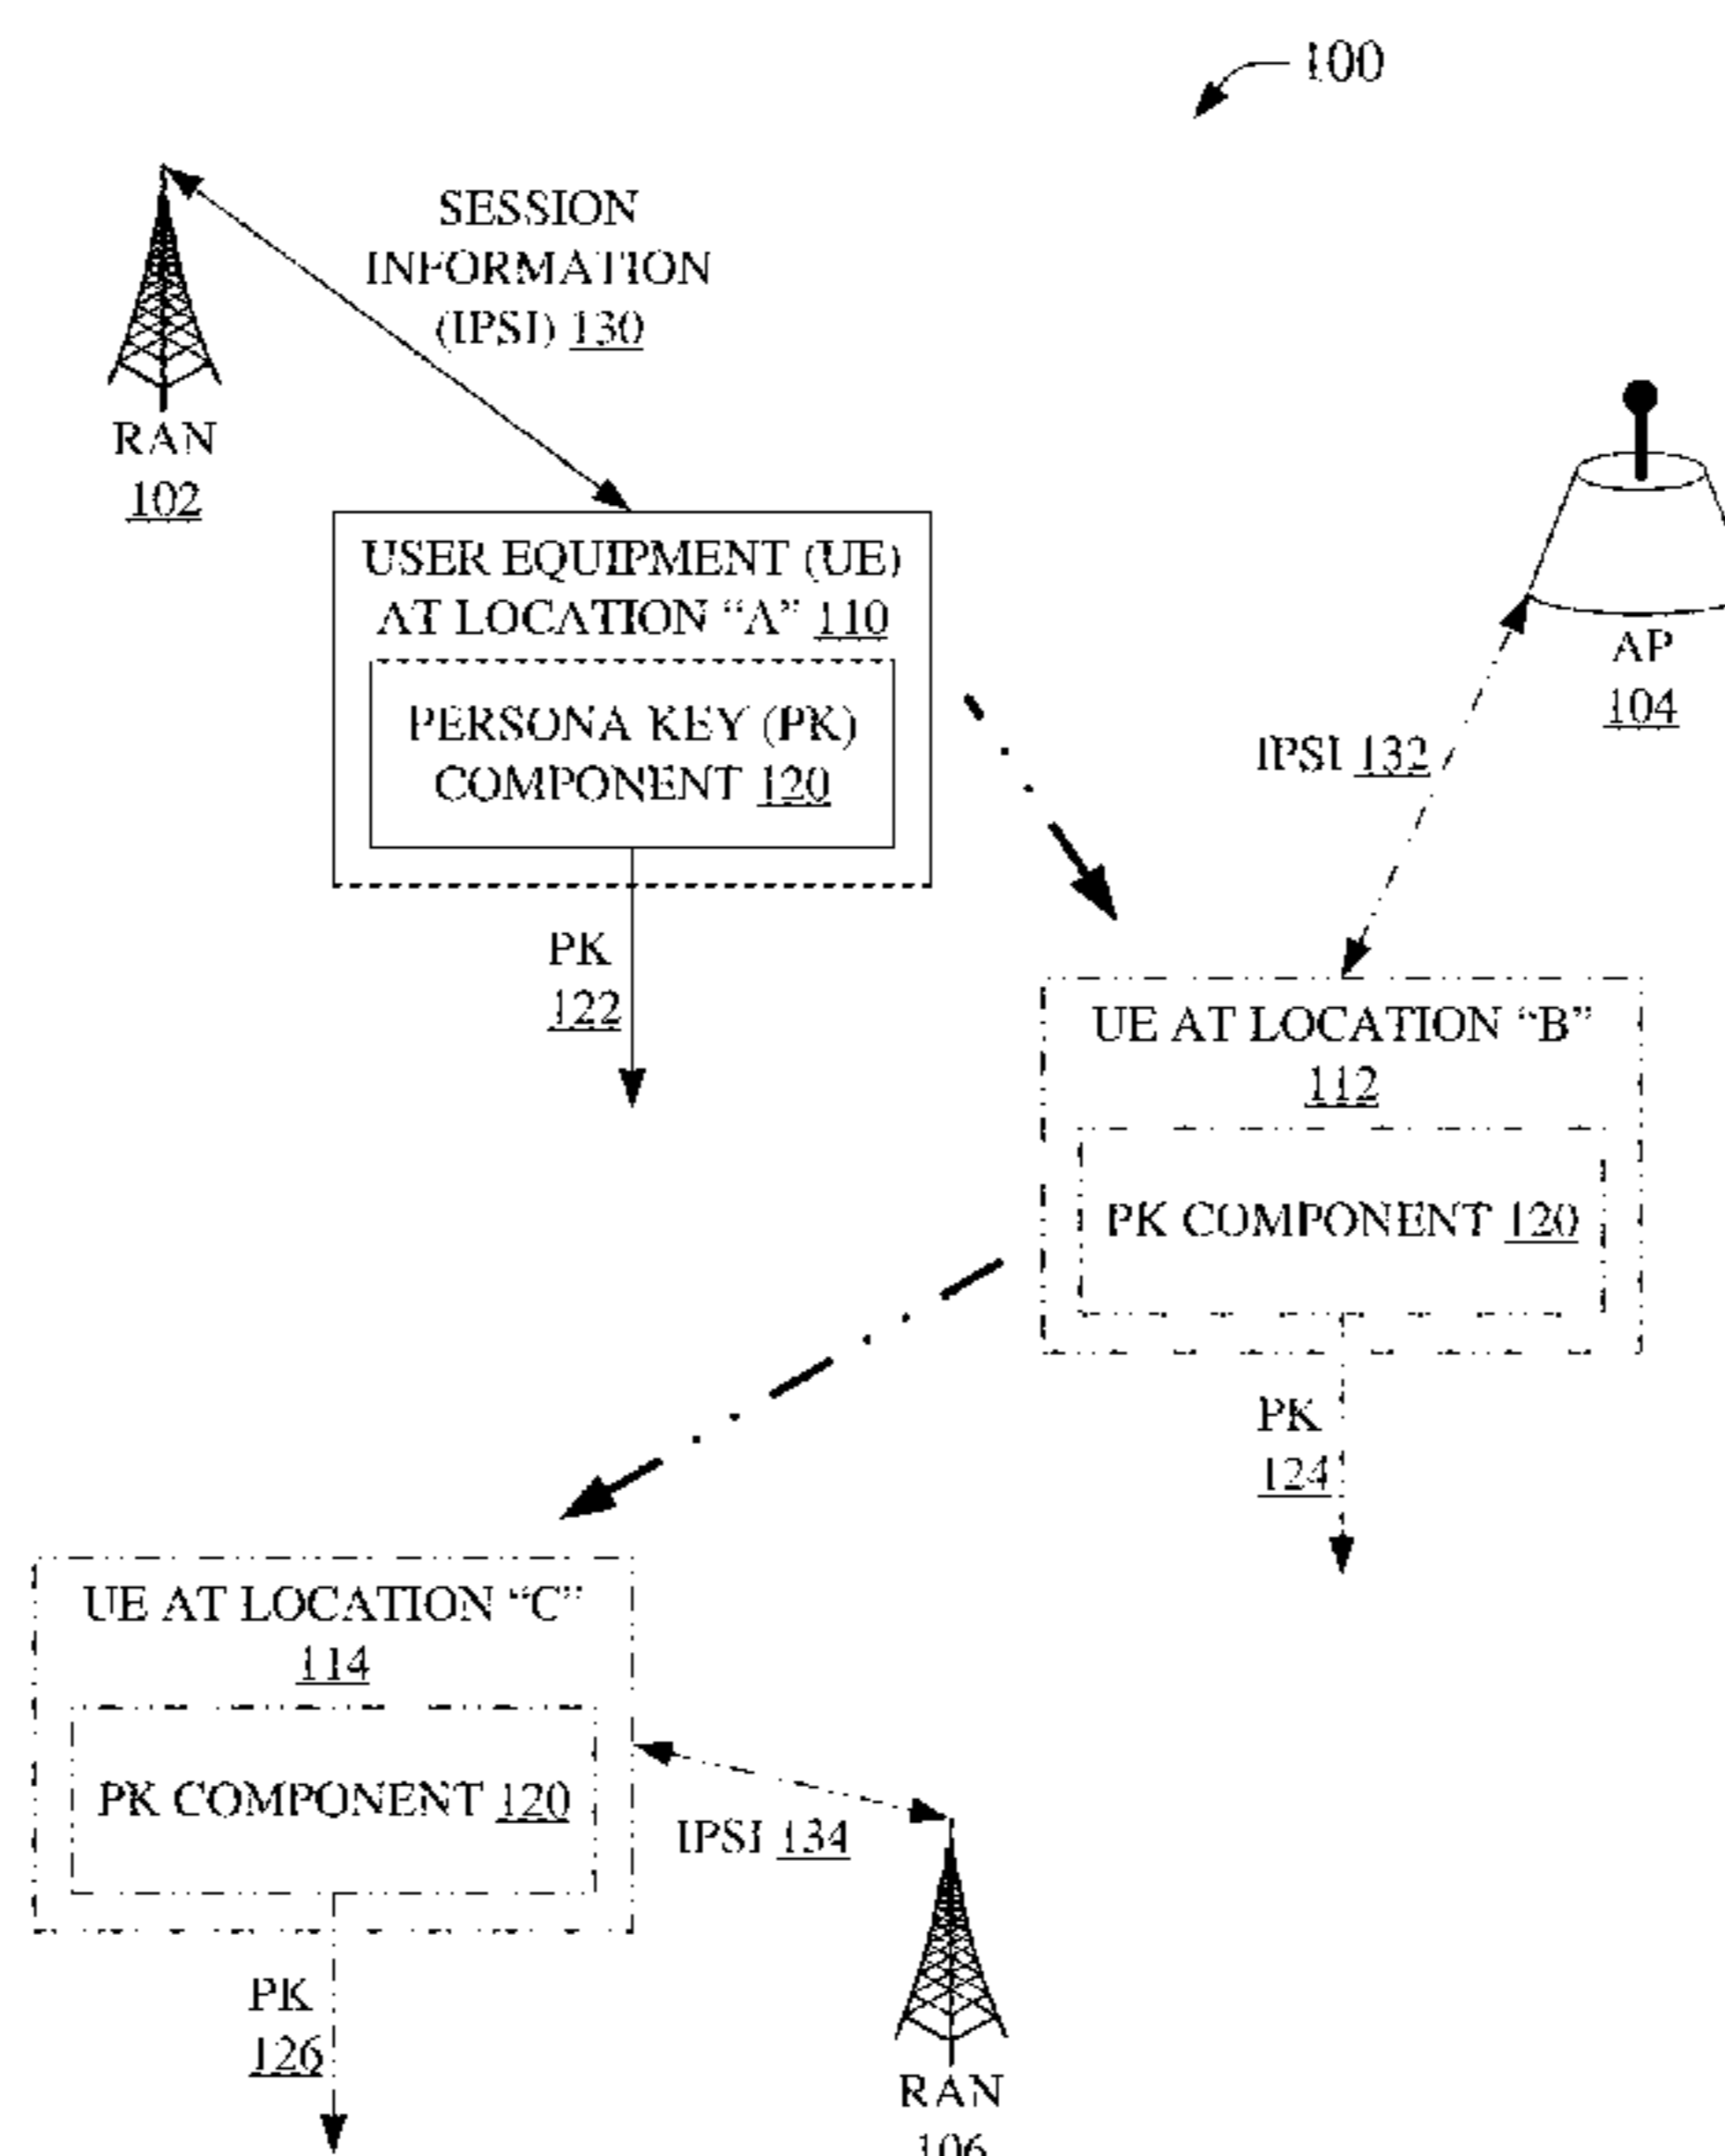 100
SESSION
INFORMATION
(IPSI) 130
RAN
102
USER EQUIPMENT (UE)
AT LOCATION “A” 110
PERSONA KEY (PK)
COMPONENT 120
AP
104
IPSI 132
PK
122
UE AT LOCATION “B”
112
PK COMPONENT 120
PK
124
UE AT LOCATION “C”
114
PK COMPONENT 120
IPSI 134
PK
126
RAN
106